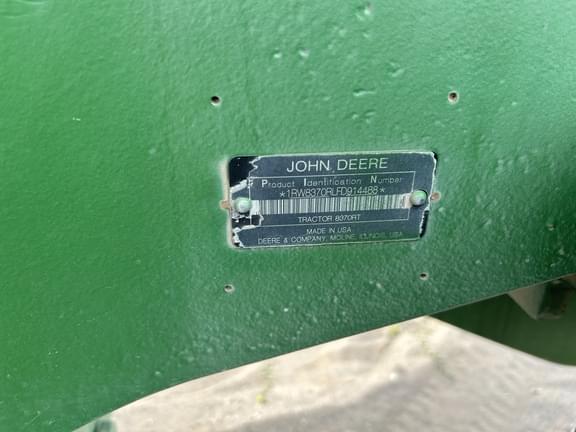 JOHN DEERE
Product Identification Number
*1RW8370RLFD914488*
TRACTOR 8370RT
MADE IN USA
DEERE & COMPANY, MOLINE, ILLINOIS, USA